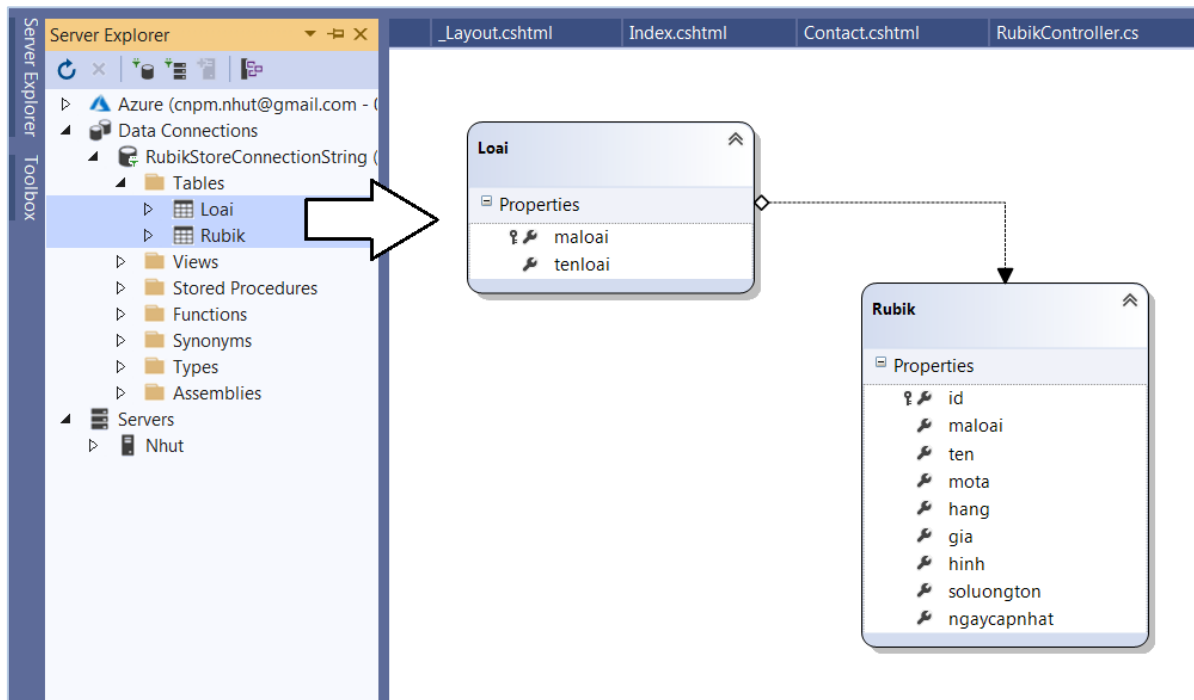 Server Explorer
Toolbox
Server Explorer
Azure (cnpm.nhut@gmail.com - 
Data Connections
RubikStoreConnectionString (
Tables
Loai
Rubik
Views
Stored Procedures
Functions
Synonyms
Types
Assemblies
Servers
Nhut
_Layout.cshtml
Index.cshtml
Contact.cshtml
RubikController.cs
Loai
Properties
maloai
tenloai
Rubik
Properties
id
maloai
ten
mota
hang
gia
hinh
soluongton
ngaycapnhat